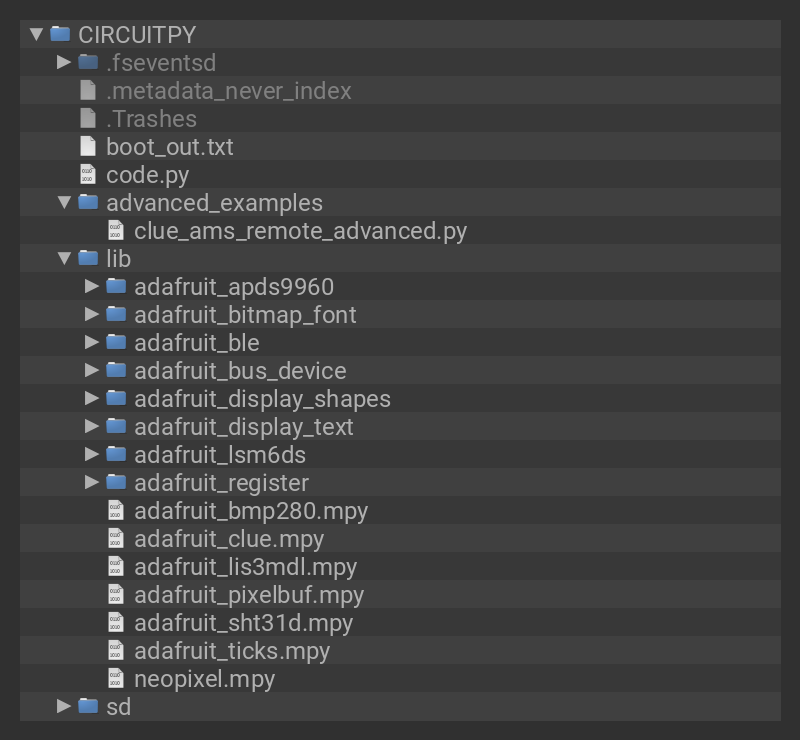 CIRCUITPY
.fseventsd
.metadata_never_index
.Trashes
boot_out.txt
code.py
advanced_examples
clue_ams_remote_advanced.py
lib
adafruit_apds9960
adafruit_bitmap_font
adafruit_ble
adafruit_bus_device
adafruit_display_shapes
adafruit_display_text
adafruit_lsm6ds
adafruit_register
adafruit_bmp280.mpy
adafruit_clue.mpy
adafruit_lis3mdl.mpy
adafruit_pixelbuf.mpy
adafruit_sht31d.mpy
adafruit_ticks.mpy
neopixel.mpy
sd